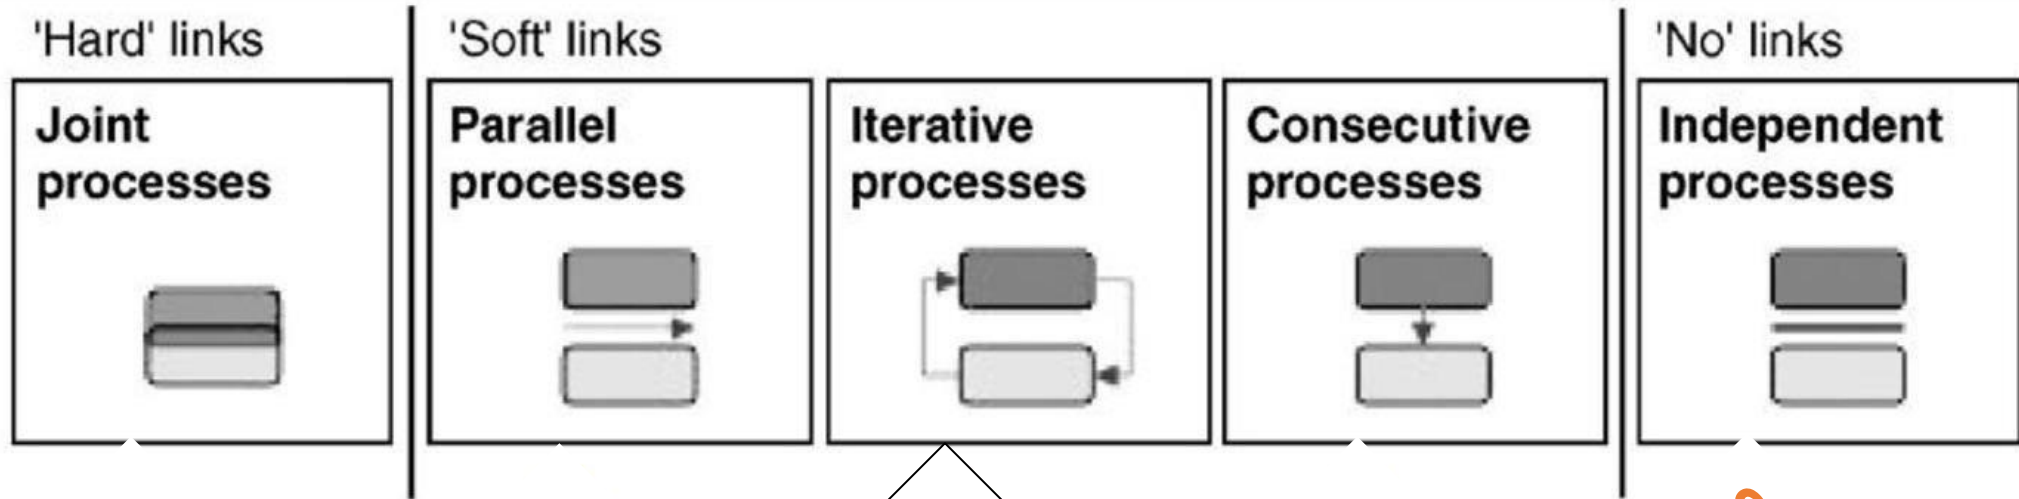 'Hard' links
'Soft' links
'No' links
Joint
processes
Parallel
processes
Iterative
processes
Consecutive
processes
Independent
processes